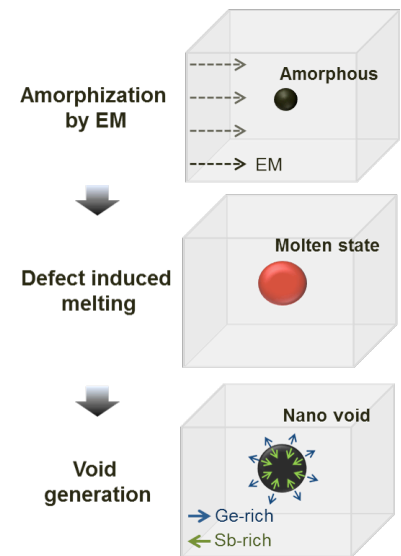 Amorphization
by EM
Amorphous
EM
Defect induced
melting
Molten state
Void
generation
Nano void
Ge-rich
Sb-rich